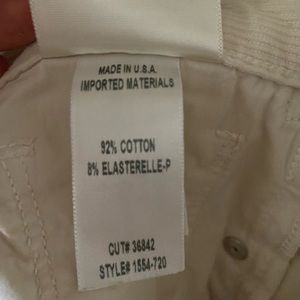 MADE IN U.S.A.
IMPORTED MATERIALS
92% COTTON
8% ELASTERELLE-P
CUT# 36842
STYLE# 1554-720